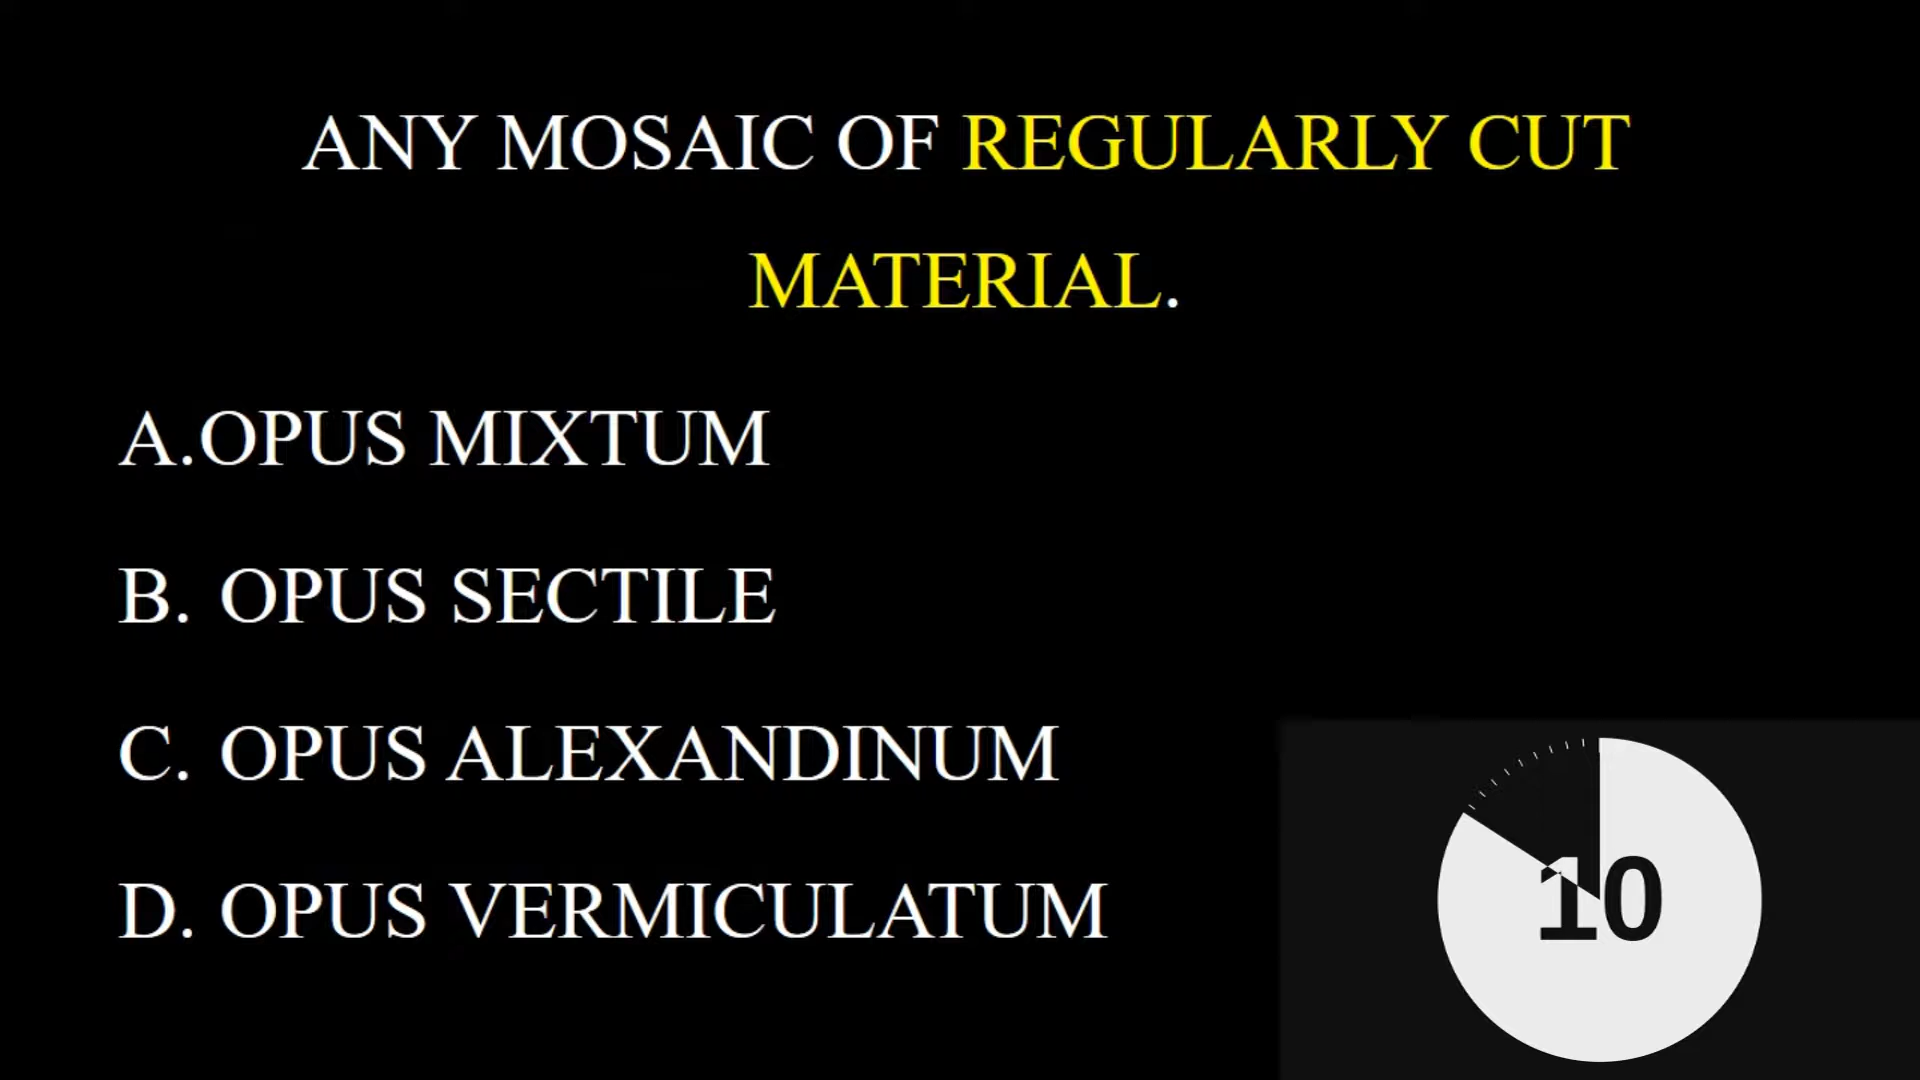 ANY MOSAIC OF REGULARLY CUT
MATERIAL.
A.OPUS MIXTUM
B. OPUS SECTILE
C. OPUS ALEXANDINUM
D. OPUS VERMICULATUM
10